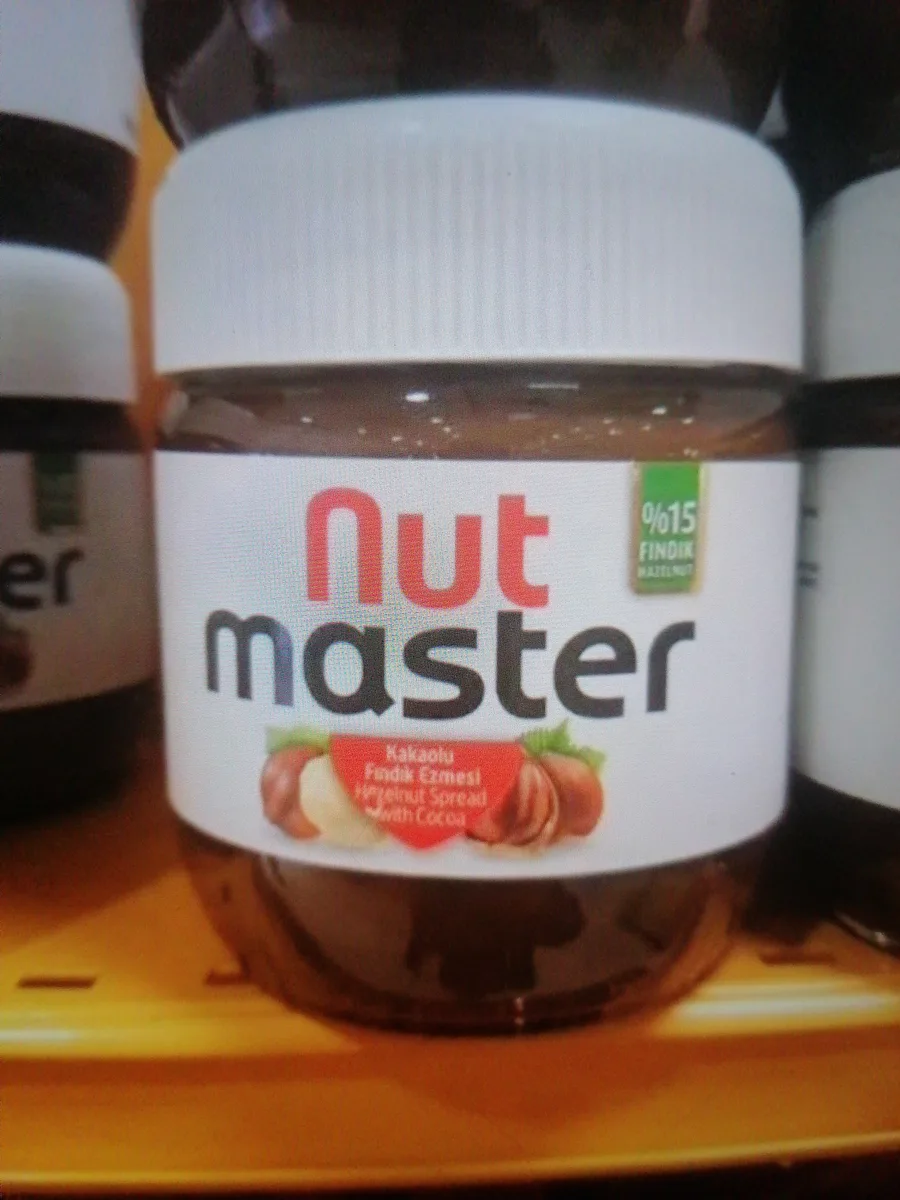 nut
master
%15
FINDIK
HAZELNUT
Kakaolu
Fındık Ezmesi
Hazelnut Spread
with Cocoa
er